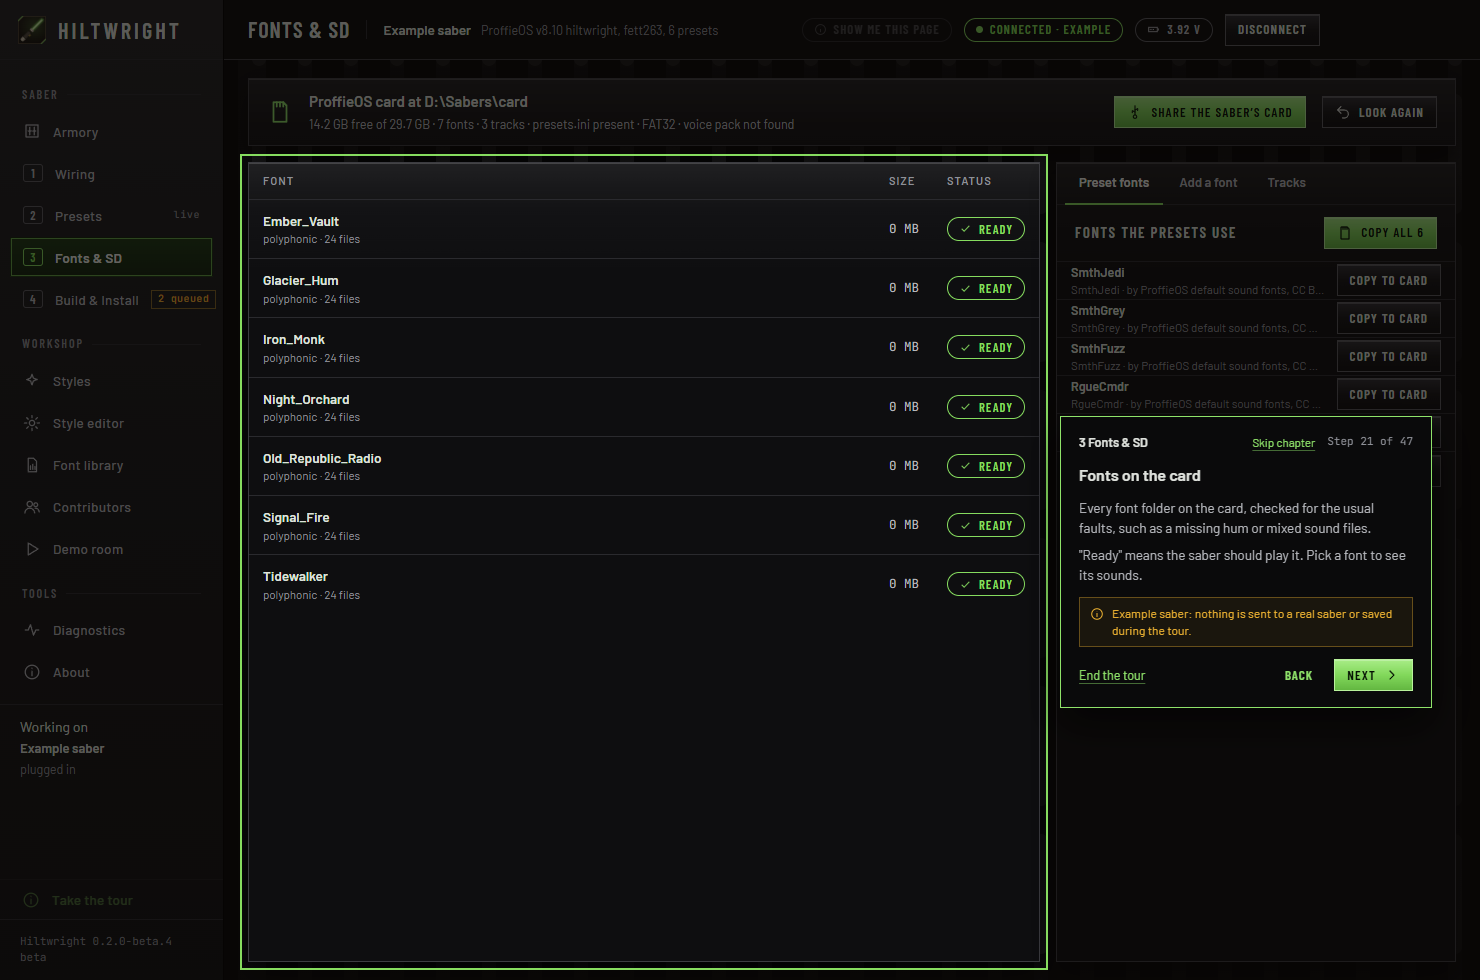 HILTWRIGHT
SABER
Armory
1 Wiring
2 Presets live
3 Fonts & SD
4 Build & Install 2 queued
WORKSHOP
Styles
Style editor
Font library
Contributors
Demo room
TOOLS
Diagnostics
About
Working on
Example saber
plugged in
Take the tour
Hiltwright 0.2.0-beta.4
beta
FONTS & SD
Example saber ProffieOS v8.10 hiltwright, fett263, 6 presets
SHOW ME THIS PAGE
CONNECTED · EXAMPLE
3.92 V
DISCONNECT
ProffieOS card at D:\Sabers\card
14.2 GB free of 29.7 GB · 7 fonts · 3 tracks · presets.ini present · FAT32 · voice pack not found
SHARE THE SABER'S CARD
LOOK AGAIN
FONT SIZE STATUS
Ember_Vault
polyphonic · 24 files
0 MB READY
Glacier_Hum
polyphonic · 24 files
0 MB READY
Iron_Monk
polyphonic · 24 files
0 MB READY
Night_Orchard
polyphonic · 24 files
0 MB READY
Old_Republic_Radio
polyphonic · 24 files
0 MB READY
Signal_Fire
polyphonic · 24 files
0 MB READY
Tidewalker
polyphonic · 24 files
0 MB READY
Preset fonts Add a font Tracks
FONTS THE PRESETS USE
COPY ALL 6
SmthJedi
SmthJedi · by ProffieOS default sound fonts, CC B...
COPY TO CARD
SmthGrey
SmthGrey · by ProffieOS default sound fonts, CC ...
COPY TO CARD
SmthFuzz
SmthFuzz · by ProffieOS default sound fonts, CC ...
COPY TO CARD
RgueCmdr
RgueCmdr · by ProffieOS default sound fonts, CC ...
COPY TO CARD
3 Fonts & SD Skip chapter Step 21 of 47
Fonts on the card
Every font folder on the card, checked for the usual
faults, such as a missing hum or mixed sound files.
"Ready" means the saber should play it. Pick a font to see
its sounds.
Example saber: nothing is sent to a real saber or saved
during the tour.
End the tour BACK NEXT